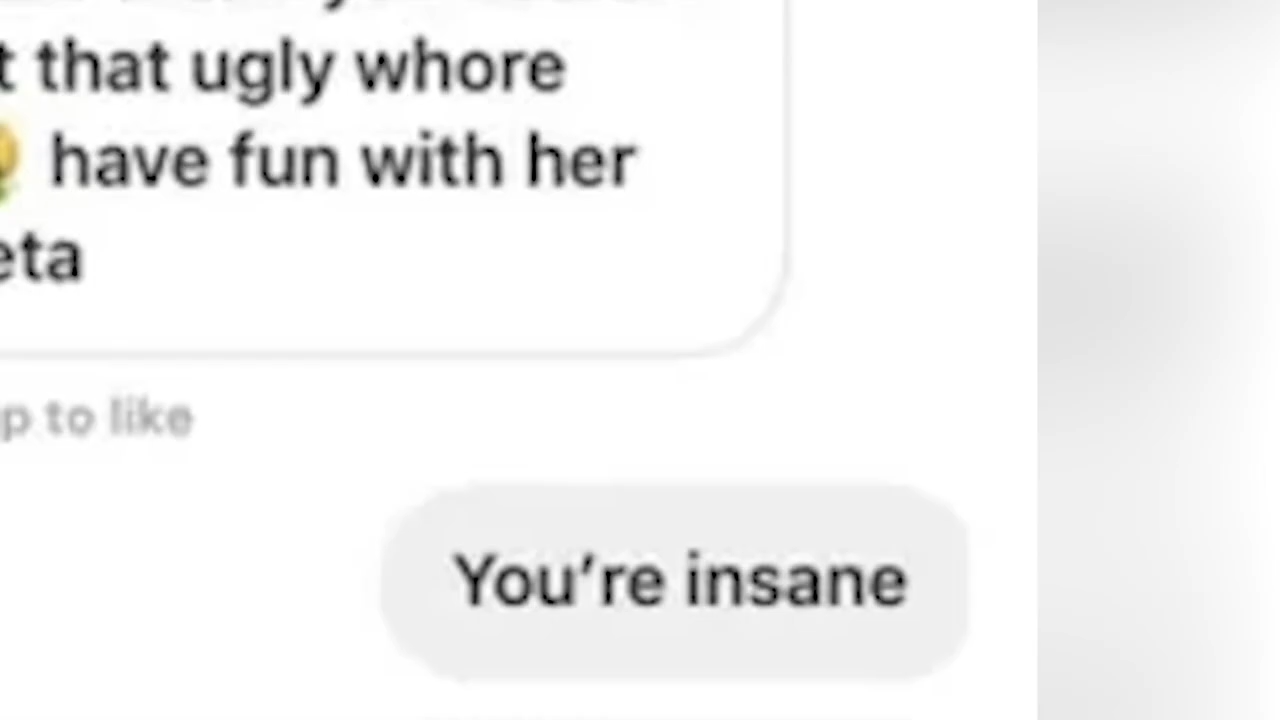 that ugly whore
have fun with her
eta
to like
You're insane